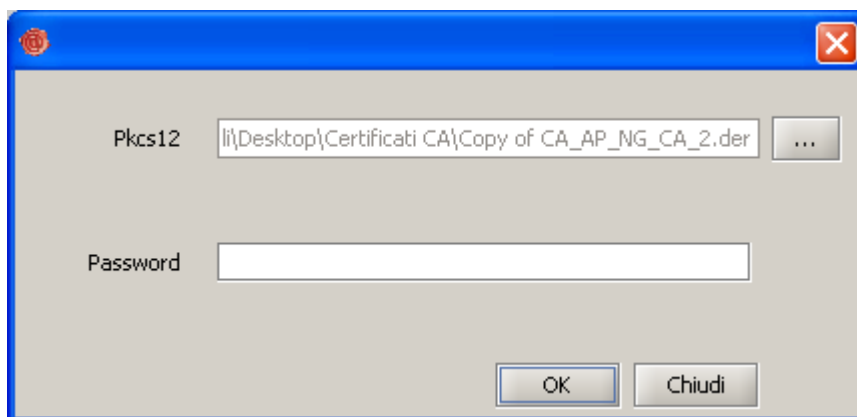 Pkcs12 li\Desktop\Certificati CA\Copy of CA_AP_NG_CA_2.der ...
Password
OK Chiudi